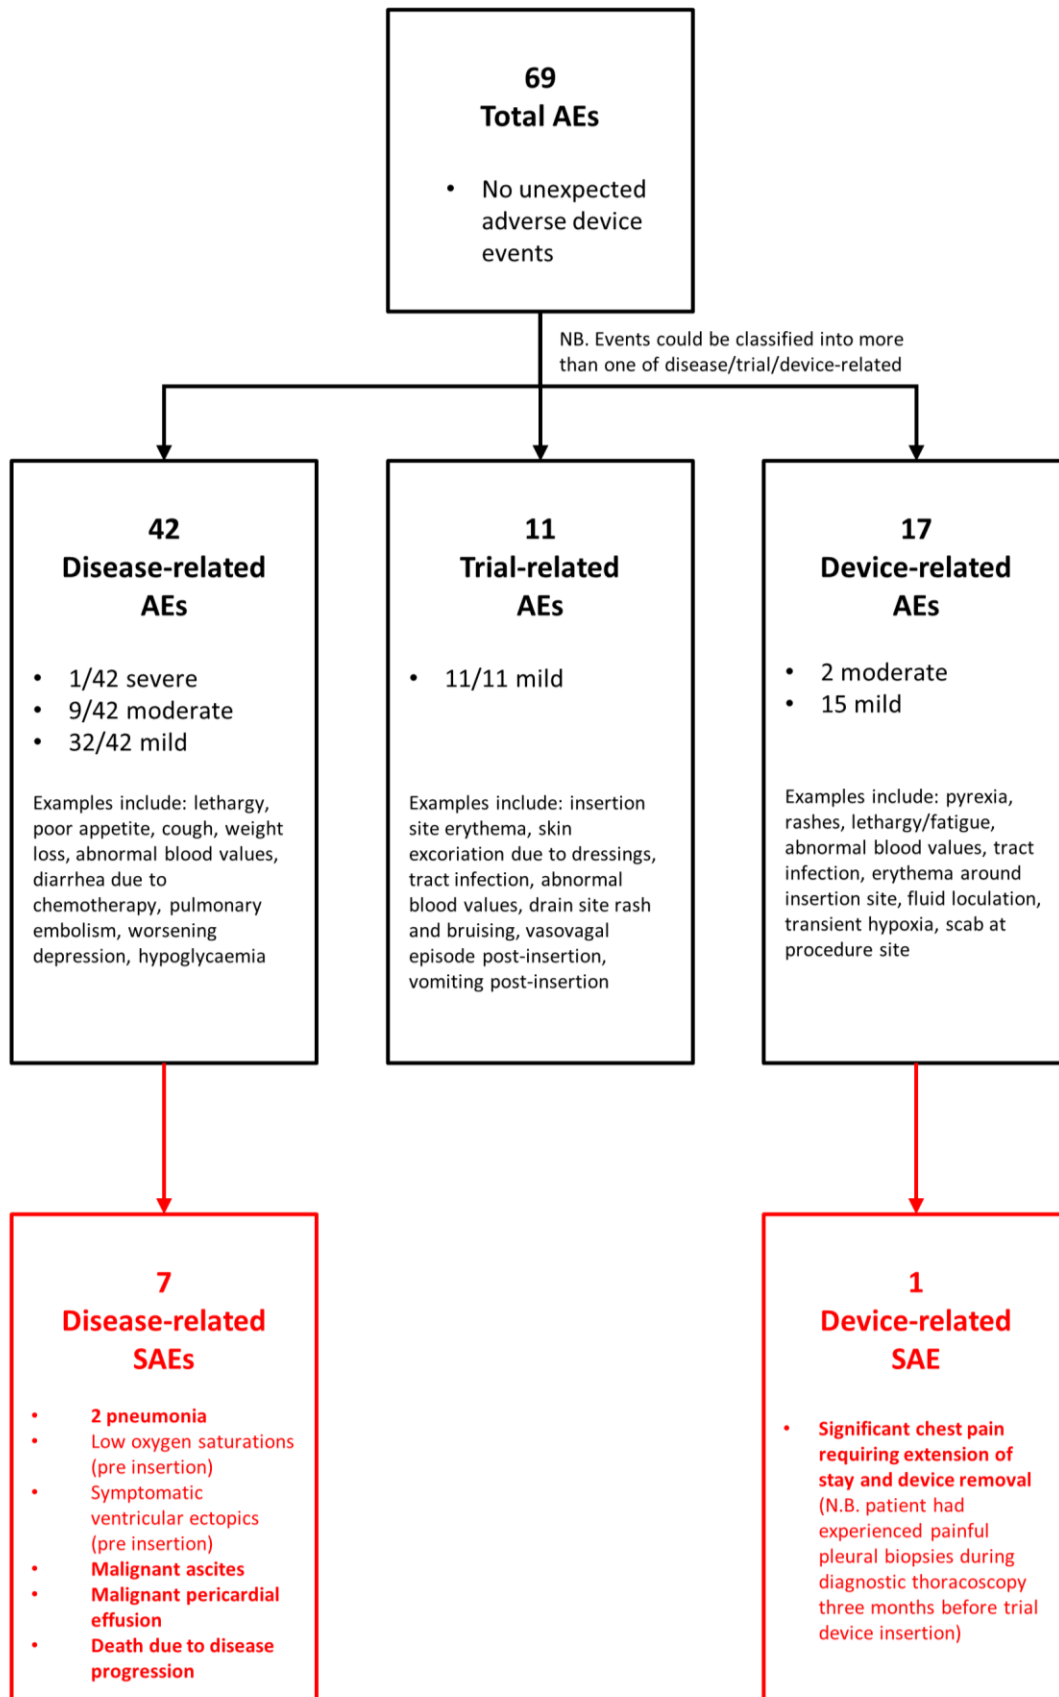 69
Total AEs
• No unexpected
adverse device
events
NB. Events could be classified into more
than one of disease/trial/device-related
42
Disease-related
AEs
• 1/42 severe
• 9/42 moderate
• 32/42 mild
Examples include: lethargy,
poor appetite, cough, weight
loss, abnormal blood values,
diarrhea due to
chemotherapy, pulmonary
embolism, worsening
depression, hypoglycaemia
11
Trial-related
AEs
• 11/11 mild
Examples include: insertion
site erythema, skin
excoriation due to dressings,
tract infection, abnormal
blood values, drain site rash
and bruising, vasovagal
episode post-insertion,
vomiting post-insertion
17
Device-related
AEs
• 2 moderate
• 15 mild
Examples include: pyrexia,
rashes, lethargy/fatigue,
abnormal blood values, tract
infection, erythema around
insertion site, fluid loculation,
transient hypoxia, scab at
procedure site
7
Disease-related
SAEs
• 2 pneumonia
• Low oxygen saturations
(pre insertion)
• Symptomatic
ventricular ectopics
(pre insertion)
• Malignant ascites
• Malignant pericardial
effusion
• Death due to disease
progression
1
Device-related
SAE
• Significant chest pain
requiring extension of
stay and device removal
(N.B. patient had
experienced painful
pleural biopsies during
diagnostic thoracoscopy
three months before trial
device insertion)